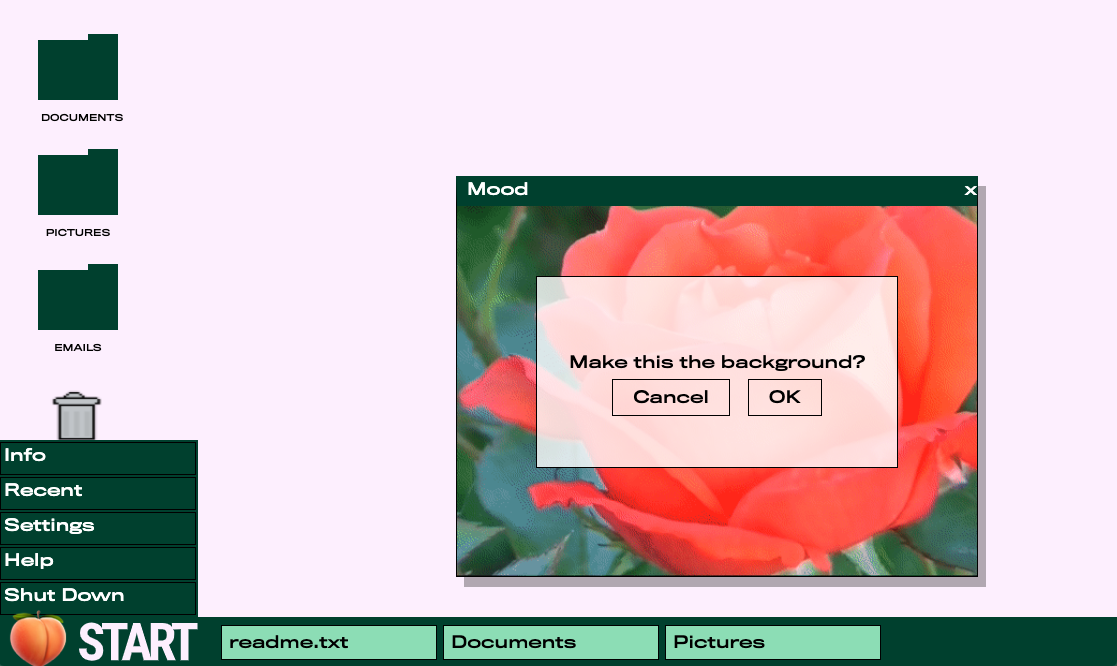 DOCUMENTS
PICTURES
EMAILS
Mood x
Make this the background?
Cancel OK
Info
Recent
Settings
Help
Shut Down
START readme.txt Documents Pictures